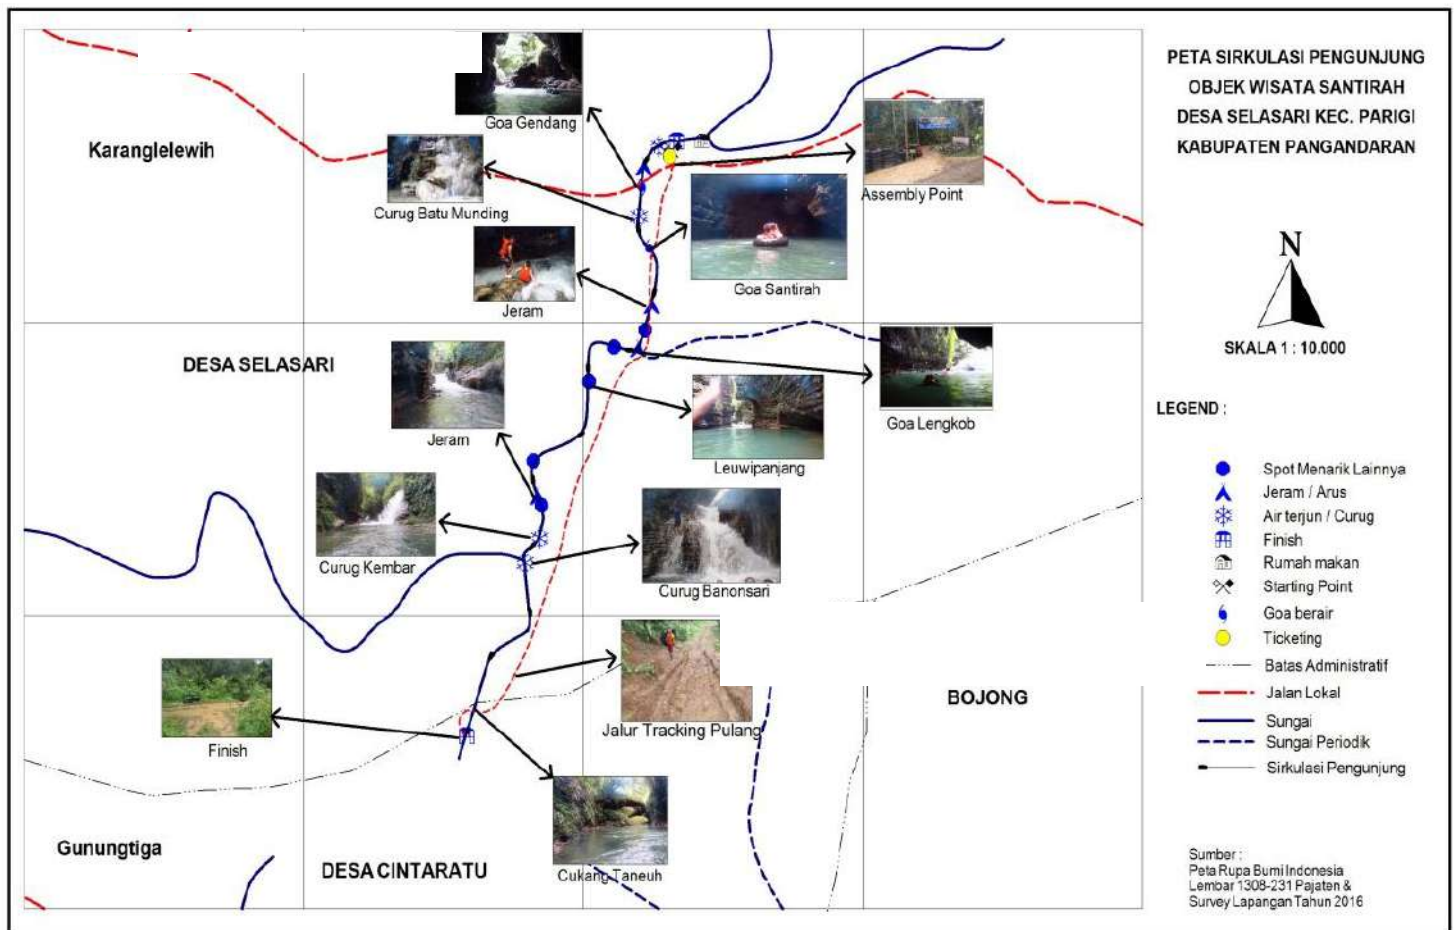 PETA SIRKULASI PENGUNJUNG
OBJEK WISATA SANTIRAH
DESA SELASARI KEC. PARIGI
KABUPATEN PANGANDARAN
N
SKALA 1 : 10.000
LEGEND :
Spot Menarik Lainnya
Jeram / Arus
Air terjun / Curug
Finish
Rumah makan
Starting Point
Goa berair
Ticketing
Batas Administratif
Jalan Lokal
Sungai
Sungai Periodik
Sirkulasi Pengunjung
Sumber :
Peta Rupa Bumi Indonesia
Lembar 1308-231 Pajaten &
Survey Lapangan Tahun 2016
Karanglelewih
Goa Gendang
Curug Batu Munding
Assembly Point
Jeram
Goa Santirah
DESA SELASARI
Jeram
Leuwipanjang
Goa Lengkob
Curug Kembar
Curug Banonsari
Finish
Jalur Tracking Pulang
BOJONG
Gunungtiga
DESA CINTARATU
Cukang Taneuh